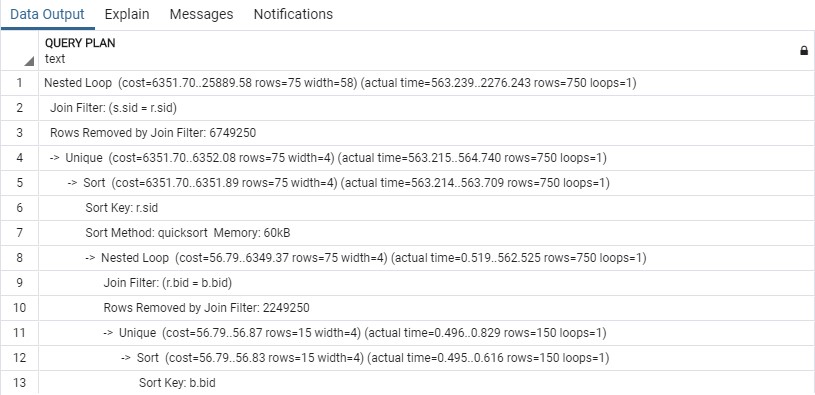 Data Output Explain Messages Notifications
QUERY PLAN
text
1 Nested Loop (cost=6351.70..25889.58 rows=75 width=58) (actual time=563.239..2276.243 rows=750 loops=1)
2 Join Filter: (s.sid = r.sid)
3 Rows Removed by Join Filter: 6749250
4 -> Unique (cost=6351.70..6352.08 rows=75 width=4) (actual time=563.215..564.740 rows=750 loops=1)
5 -> Sort (cost=6351.70..6351.89 rows=75 width=4) (actual time=563.214..563.709 rows=750 loops=1)
6 Sort Key: r.sid
7 Sort Method: quicksort Memory: 60kB
8 -> Nested Loop (cost=56.79..6349.37 rows=75 width=4) (actual time=0.519..562.525 rows=750 loops=1)
9 Join Filter: (r.bid = b.bid)
10 Rows Removed by Join Filter: 2249250
11 -> Unique (cost=56.79..56.87 rows=15 width=4) (actual time=0.496..0.829 rows=150 loops=1)
12 -> Sort (cost=56.79..56.83 rows=15 width=4) (actual time=0.495..0.616 rows=150 loops=1)
13 Sort Key: b.bid